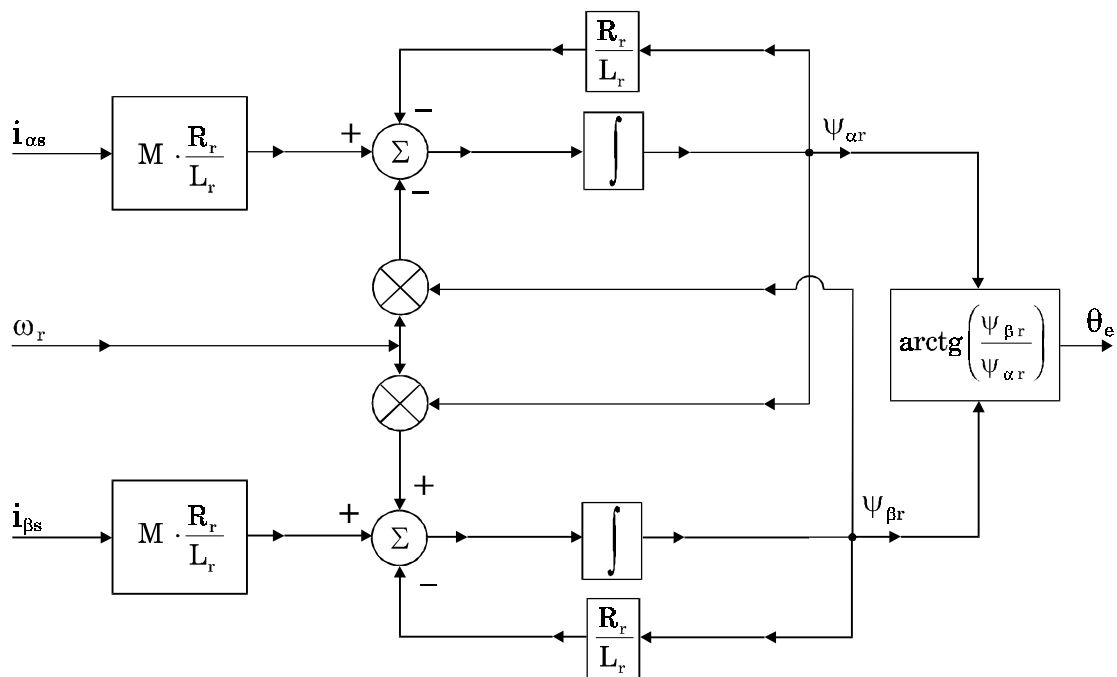 R_r
L_r
−
i_αs
M · R_r
L_r
+
Σ
∫
ψ_αr
−
ω_r
arctg(ψ_βr
ψ_αr)
θ_e
+
i_βs
M · R_r
L_r
+
Σ
∫
ψ_βr
−
R_r
L_r